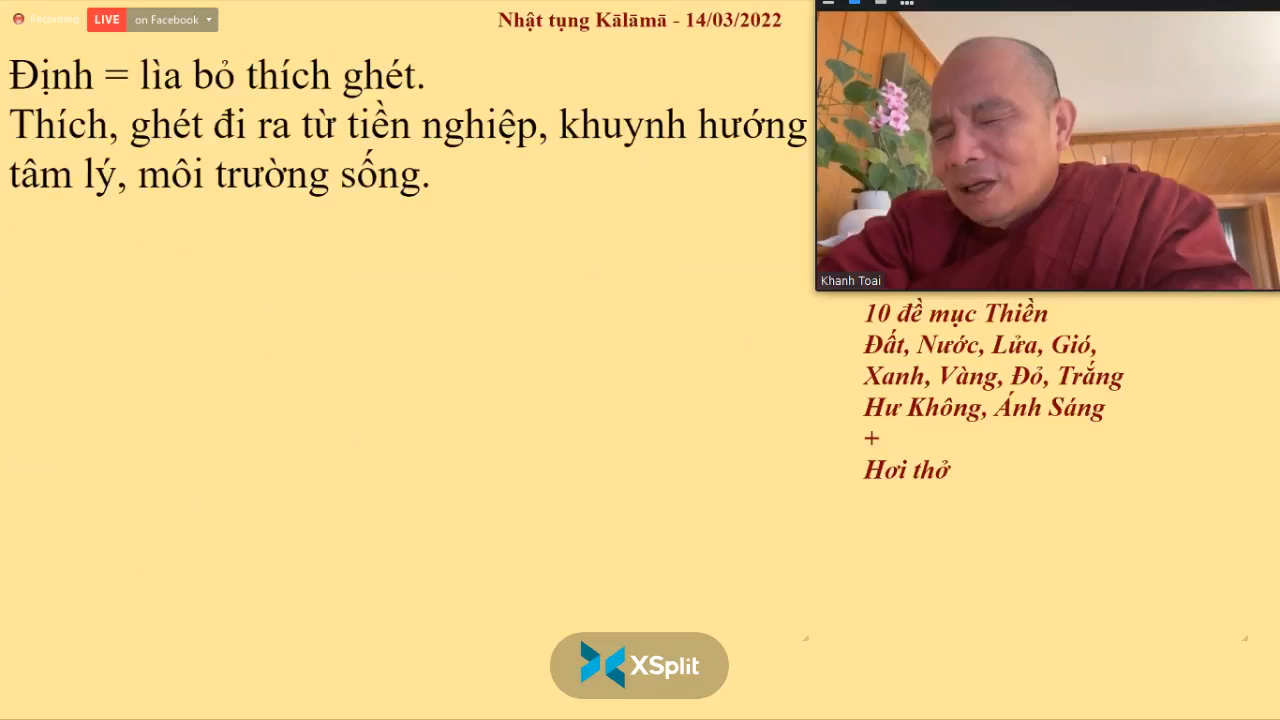 Recording
LIVE on Facebook
Nhật tụng Kālāmā - 14/03/2022
Định = lìa bỏ thích ghét.
Thích, ghét đi ra từ tiền nghiệp, khuynh hướng
tâm lý, môi trường sống.
Khanh Toai
10 đề mục Thiền
Đất, Nước, Lửa, Gió,
Xanh, Vàng, Đỏ, Trắng
Hư Không, Ánh Sáng
+
Hơi thở
XSplit